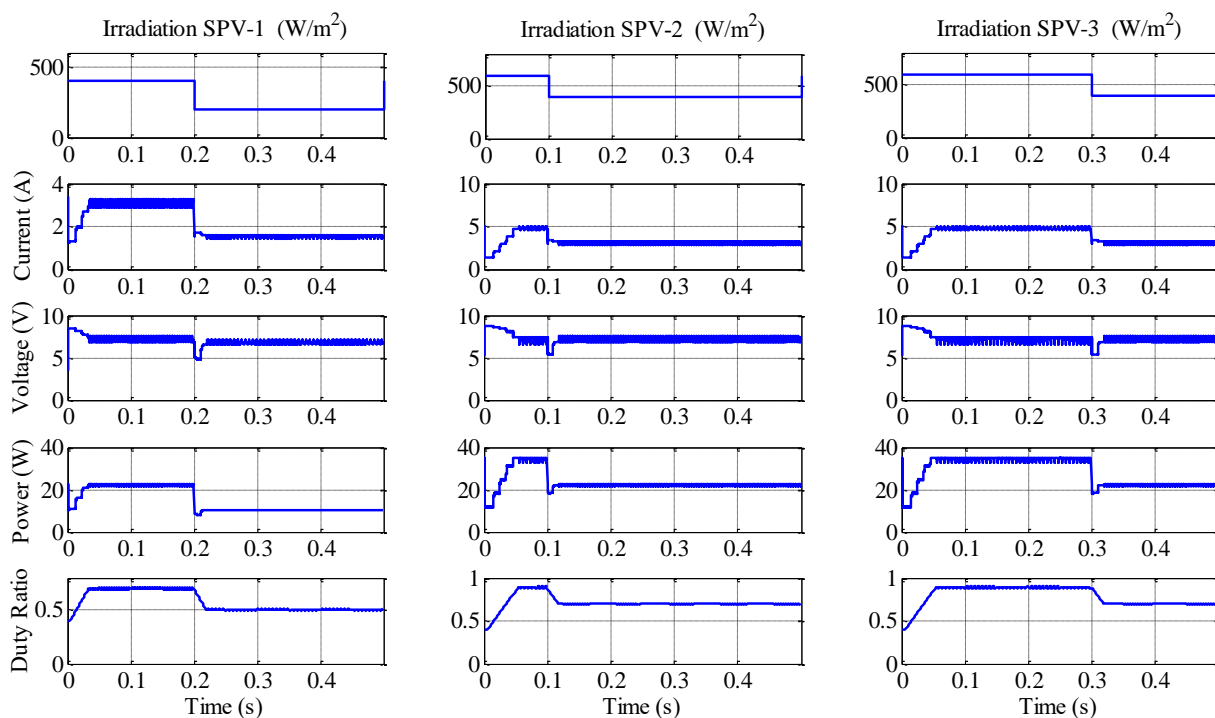 Irradiation SPV-1 (W/m²) Irradiation SPV-2 (W/m²) Irradiation SPV-3 (W/m²)
500 500 500
0 0 0
0 0.1 0.2 0.3 0.4 0 0.1 0.2 0.3 0.4 0 0.1 0.2 0.3 0.4
Current (A)
4 10 10
2 5 5
0 0 0
0 0.1 0.2 0.3 0.4 0 0.1 0.2 0.3 0.4 0 0.1 0.2 0.3 0.4
Voltage (V)
10 10 10
5 5 5
0 0 0
0 0.1 0.2 0.3 0.4 0 0.1 0.2 0.3 0.4 0 0.1 0.2 0.3 0.4
Power (W)
40 40 40
20 20 20
0 0 0
0 0.1 0.2 0.3 0.4 0 0.1 0.2 0.3 0.4 0 0.1 0.2 0.3 0.4
Duty Ratio
1 1
0.5 0.5 0.5
0 0 0
0 0.1 0.2 0.3 0.4 0 0.1 0.2 0.3 0.4 0 0.1 0.2 0.3 0.4
Time (s) Time (s) Time (s)